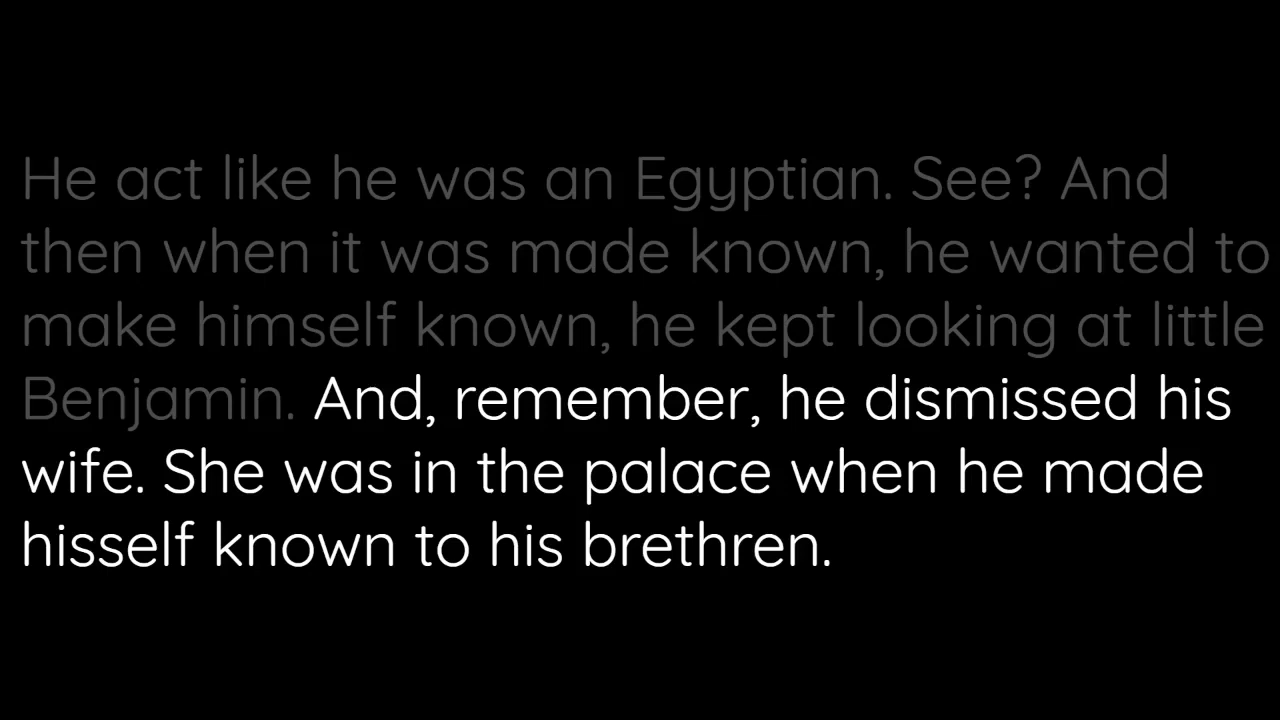 He act like he was an Egyptian. See? And
then when it was made known, he wanted to
make himself known, he kept looking at little
Benjamin. And, remember, he dismissed his
wife. She was in the palace when he made
hisself known to his brethren.